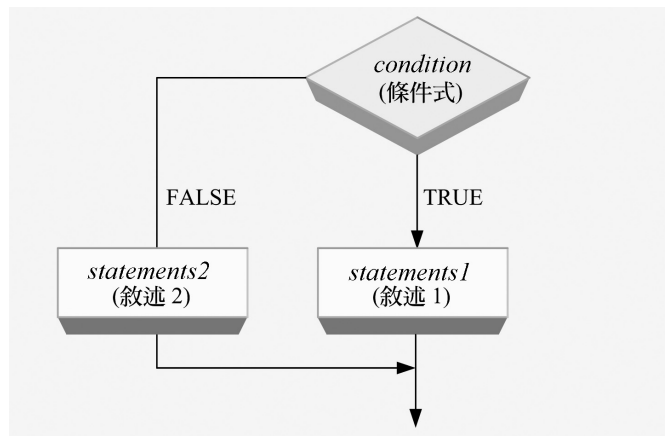 condition
(條件式)
FALSE
TRUE
statements2
(敘述 2)
statements1
(敘述 1)